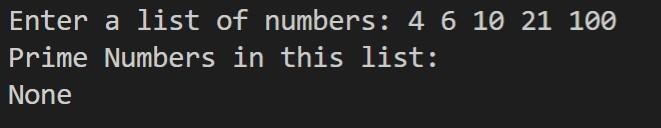 Enter a list of numbers: 4 6 10 21 100
Prime Numbers in this list:
None